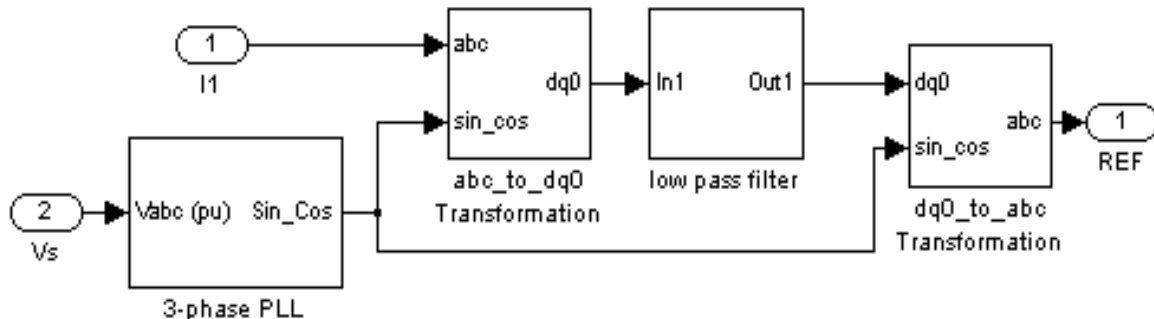 1
I1
abc
dq0
sin_cos
abc_to_dq0
Transformation
In1
Out1
low pass filter
dq0
abc
sin_cos
dq0_to_abc
Transformation
1
REF
2
Vs
Vabc (pu)
Sin_Cos
3-phase PLL